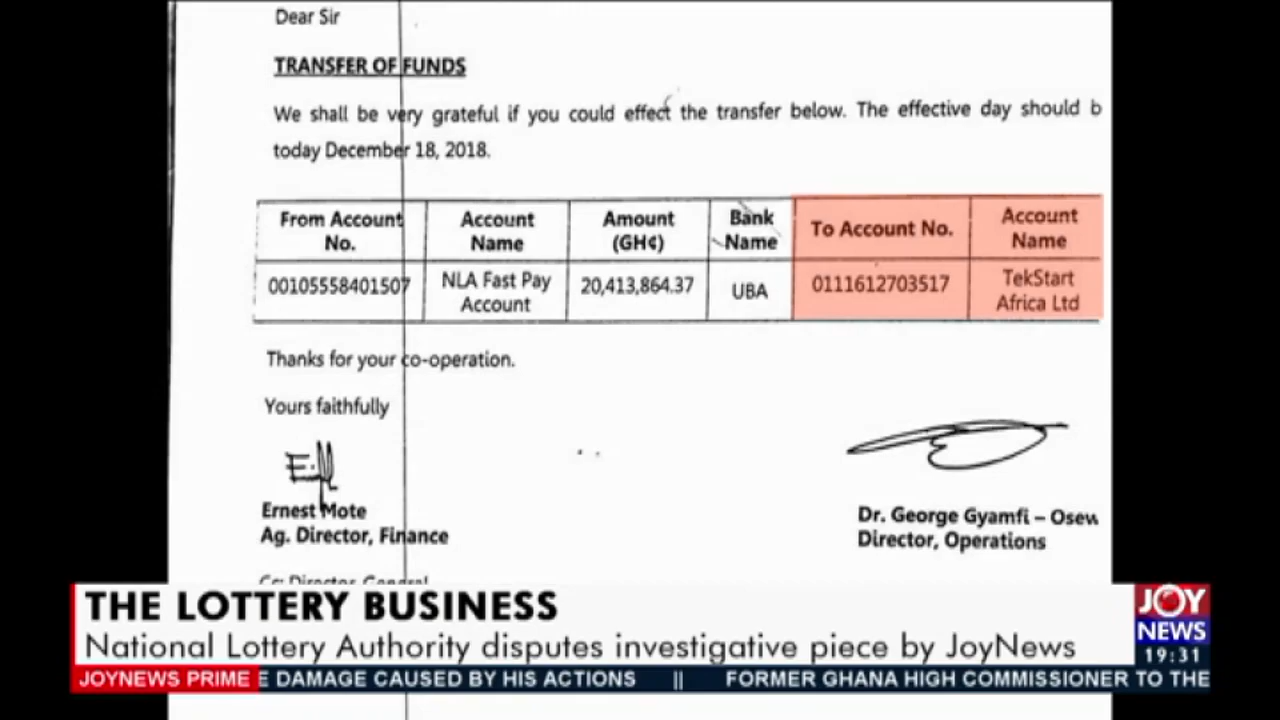 Dear Sir
TRANSFER OF FUNDS
We shall be very grateful if you could effect the transfer below. The effective day should b
today December 18, 2018.
From Account No. Account Name Amount (GH¢) Bank Name To Account No. Account Name
00105558401507 NLA Fast Pay Account 20,413,864.37 UBA 0111612703517 TekStart Africa Ltd
Thanks for your co-operation.
Yours faithfully
Ernest Mote
Ag. Director, Finance
Dr. George Gyamfi – Osew
Director, Operations
Cc: Director General
THE LOTTERY BUSINESS
National Lottery Authority disputes investigative piece by JoyNews
JOY
NEWS
19:31
JOYNEWS PRIME E DAMAGE CAUSED BY HIS ACTIONS || FORMER GHANA HIGH COMMISSIONER TO THE